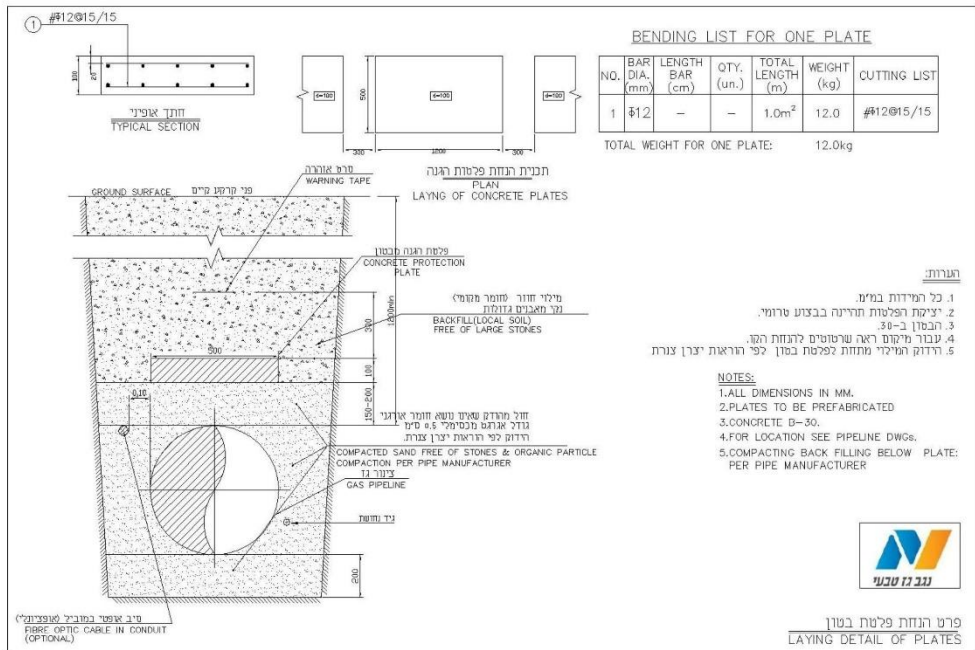 1
#Φ12@15/15
100
20
חתך אופייני
TYPICAL SECTION
d=100
500
d=100
d=100
300
1200
300
תכנית הנחת פלטות הגנה
PLAN
LAYNG OF CONCRETE PLATES
BENDING LIST FOR ONE PLATE
NO. BAR DIA. (mm) LENGTH BAR (cm) QTY. (un.) TOTAL LENGTH (m) WEIGHT (kg) CUTTING LIST
1 Φ12 – – 1.0m² 12.0 #Φ12@15/15
TOTAL WEIGHT FOR ONE PLATE: 12.0kg
סרט אזהרה
WARNING TAPE
GROUND SURFACE פני קרקע קיים
פלטת הגנה מבטון
CONCRETE PROTECTION
PLATE
מילוי חוזר (חומר מקומי)
נקי מאבנים גדולות
BACKFILL(LOCAL SOIL)
FREE OF LARGE STONES
1200min
300
500
100
150-200
0,10
חול מהודק שאינו נושא חומר אורגני
גודל אגרגט מכסימלי 0.5 ס"מ
הידוק לפי הוראות יצרן צנרת.
COMPACTED SAND FREE OF STONES & ORGANIC PARTICLE
COMPACTION PER PIPE MANUFACTURER
צינור גז
GAS PIPELINE
גיד נחושת
200
סיב אופטי במוביל (אופציונלי)
FIBRE OPTIC CABLE IN CONDUIT
(OPTIONAL)
הערות:
1. כל המידות במ"מ.
2. יציקת הפלטות תהיינה בבצוע טרומי.
3. הבטון ב-30.
4. עבור מיקום ראה שרטוטים להנחת הקו.
5. הידוק המילוי מתחת לפלטת בטון לפי הוראות יצרן צנרת
NOTES:
1.ALL DIMENSIONS IN MM.
2.PLATES TO BE PREFABRICATED
3.CONCRETE B-30.
4.FOR LOCATION SEE PIPELINE DWGs.
5.COMPACTING BACK FILLING BELOW PLATE:
PER PIPE MANUFACTURER
נגב גז טבעי
פרט הנחת פלטת בטון
LAYING DETAIL OF PLATES